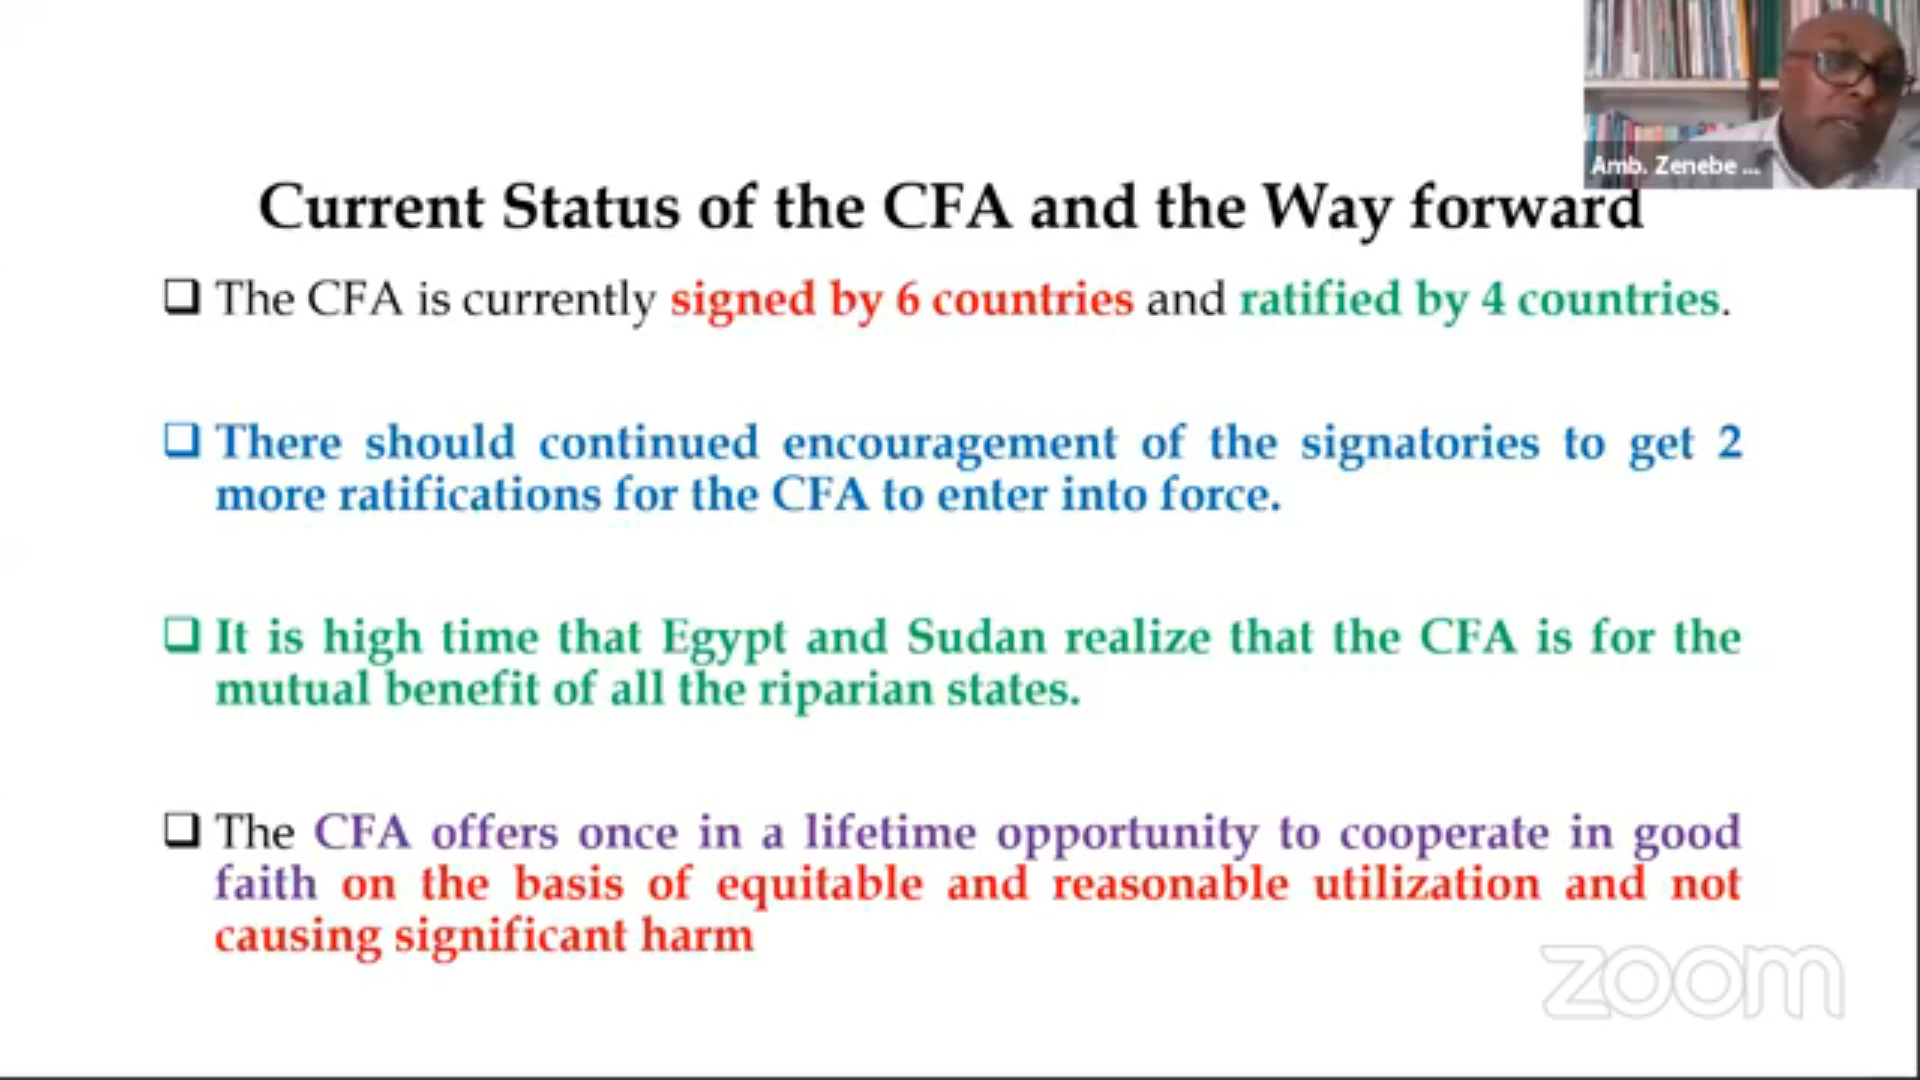 Amb. Zenebe ...
Current Status of the CFA and the Way forward
❑ The CFA is currently signed by 6 countries and ratified by 4 countries.
❑ There should continued encouragement of the signatories to get 2
more ratifications for the CFA to enter into force.
❑ It is high time that Egypt and Sudan realize that the CFA is for the
mutual benefit of all the riparian states.
❑ The CFA offers once in a lifetime opportunity to cooperate in good
faith on the basis of equitable and reasonable utilization and not
causing significant harm
zoom